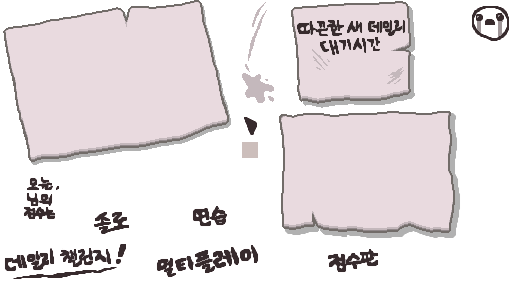 따끈한 새 데일리
대기시간
오늘,
님의
점수는
솔로
연습
데일리 챌린지!
멀티플레이
점수판